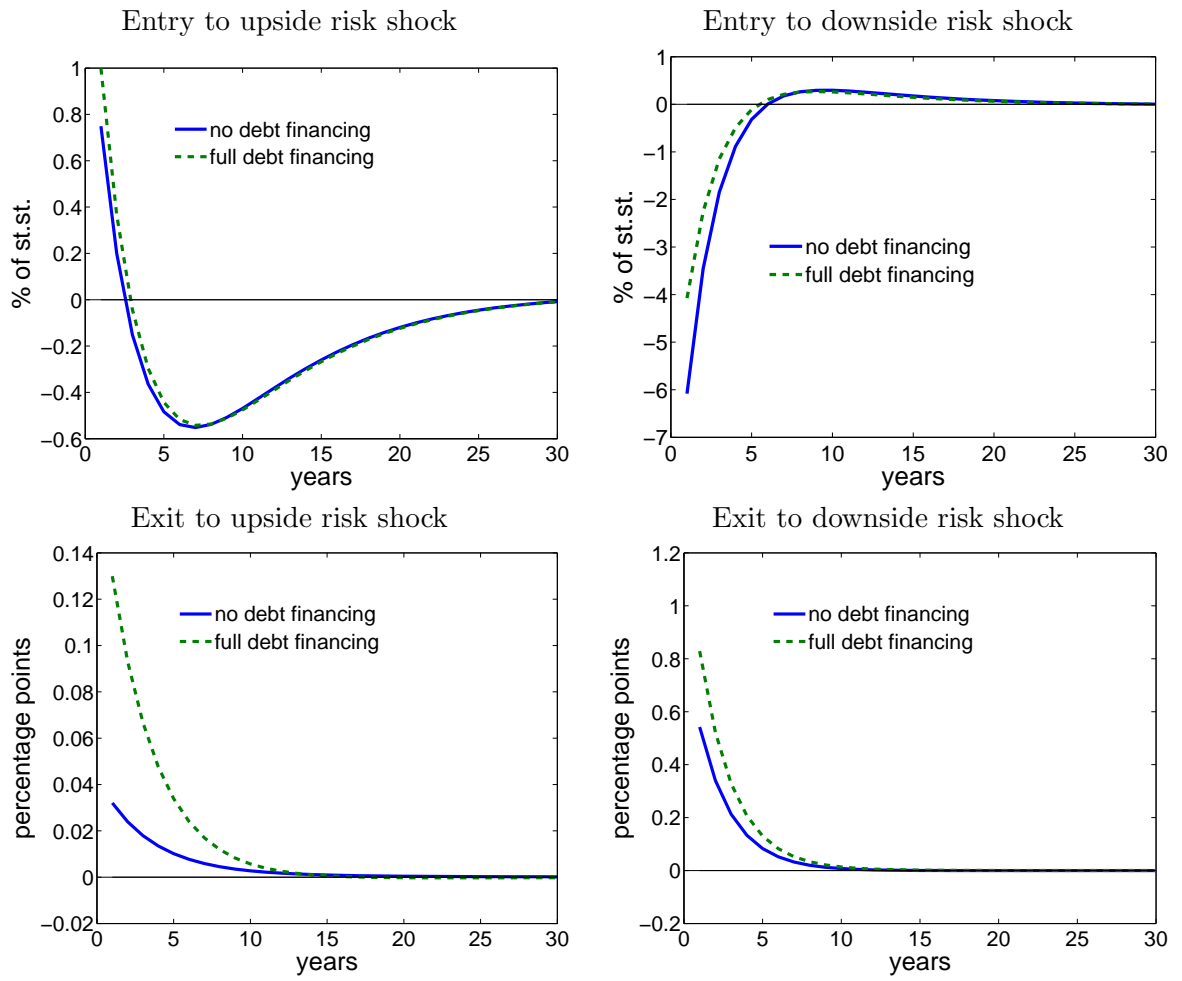 Entry to upside risk shock
1
0.8
0.6
0.4
0.2
0
−0.2
−0.4
−0.6
% of st.st.
no debt financing
full debt financing
0 5 10 15 20 25 30
years
Entry to downside risk shock
1
0
−1
−2
−3
−4
−5
−6
−7
% of st.st.
no debt financing
full debt financing
0 5 10 15 20 25 30
years
Exit to upside risk shock
0.14
0.12
0.1
0.08
0.06
0.04
0.02
0
−0.02
percentage points
no debt financing
full debt financing
0 5 10 15 20 25 30
years
Exit to downside risk shock
1.2
1
0.8
0.6
0.4
0.2
0
−0.2
percentage points
no debt financing
full debt financing
0 5 10 15 20 25 30
years